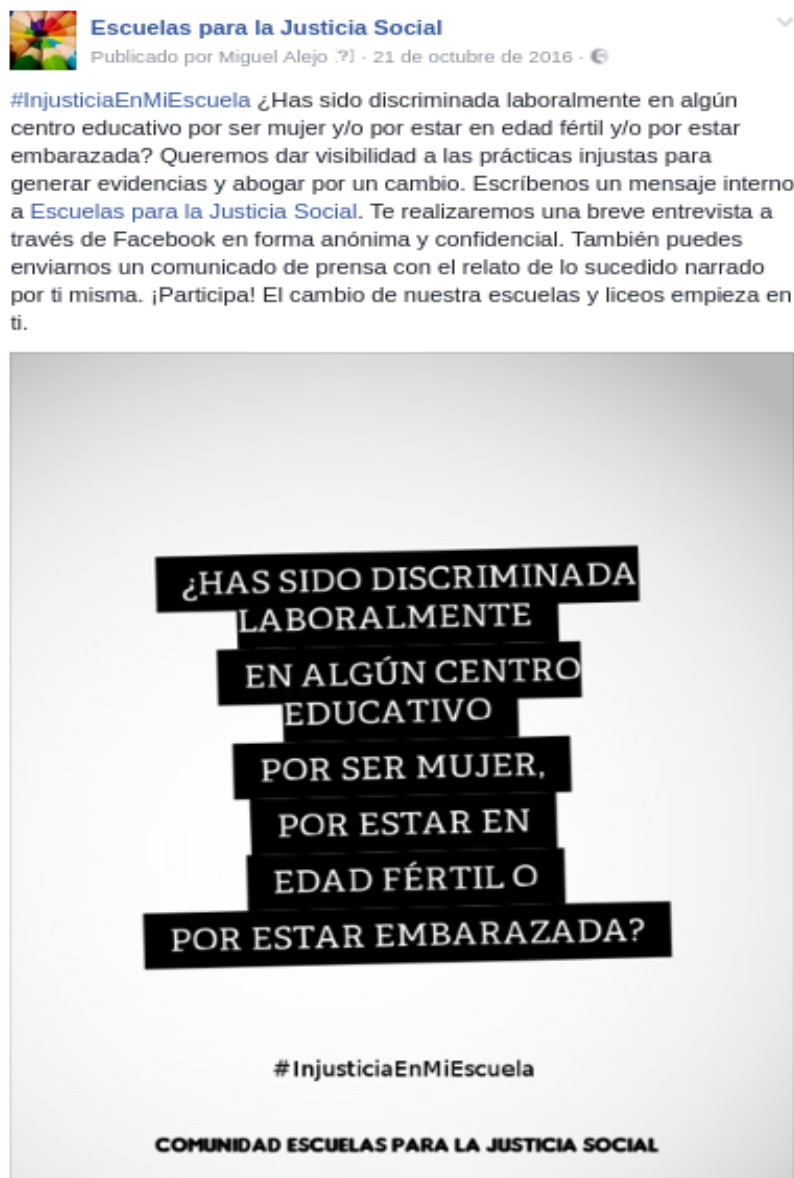 Escuelas para la Justicia Social
Publicado por Miguel Alejo [?] · 21 de octubre de 2016 ·
#InjusticiaEnMiEscuela ¿Has sido discriminada laboralmente en algún
centro educativo por ser mujer y/o por estar en edad fértil y/o por estar
embarazada? Queremos dar visibilidad a las prácticas injustas para
generar evidencias y abogar por un cambio. Escríbenos un mensaje interno
a Escuelas para la Justicia Social. Te realizaremos una breve entrevista a
través de Facebook en forma anónima y confidencial. También puedes
enviarnos un comunicado de prensa con el relato de lo sucedido narrado
por ti misma. ¡Participa! El cambio de nuestra escuelas y liceos empieza en
ti.
¿HAS SIDO DISCRIMINADA
LABORALMENTE
EN ALGÚN CENTRO
EDUCATIVO
POR SER MUJER,
POR ESTAR EN
EDAD FÉRTIL O
POR ESTAR EMBARAZADA?
#InjusticiaEnMiEscuela
COMUNIDAD ESCUELAS PARA LA JUSTICIA SOCIAL